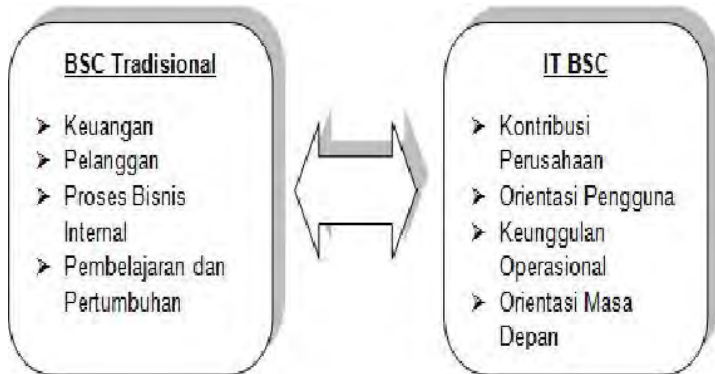 BSC Tradisional
➢ Keuangan
➢ Pelanggan
➢ Proses Bisnis
Internal
➢ Pembelajaran dan
Pertumbuhan
IT BSC
➢ Kontribusi
Perusahaan
➢ Orientasi Pengguna
➢ Keunggulan
Operasional
➢ Orientasi Masa
Depan